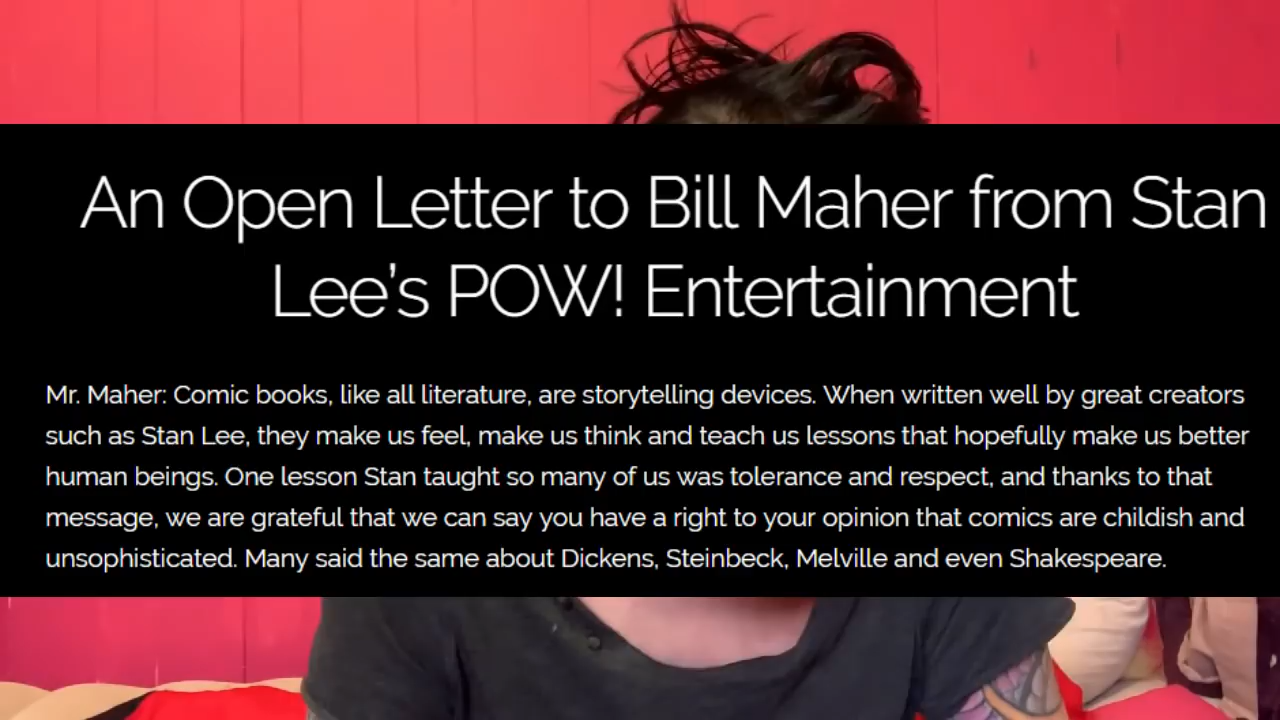 An Open Letter to Bill Maher from Stan
Lee’s POW! Entertainment
Mr. Maher: Comic books, like all literature, are storytelling devices. When written well by great creators
such as Stan Lee, they make us feel, make us think and teach us lessons that hopefully make us better
human beings. One lesson Stan taught so many of us was tolerance and respect, and thanks to that
message, we are grateful that we can say you have a right to your opinion that comics are childish and
unsophisticated. Many said the same about Dickens, Steinbeck, Melville and even Shakespeare.